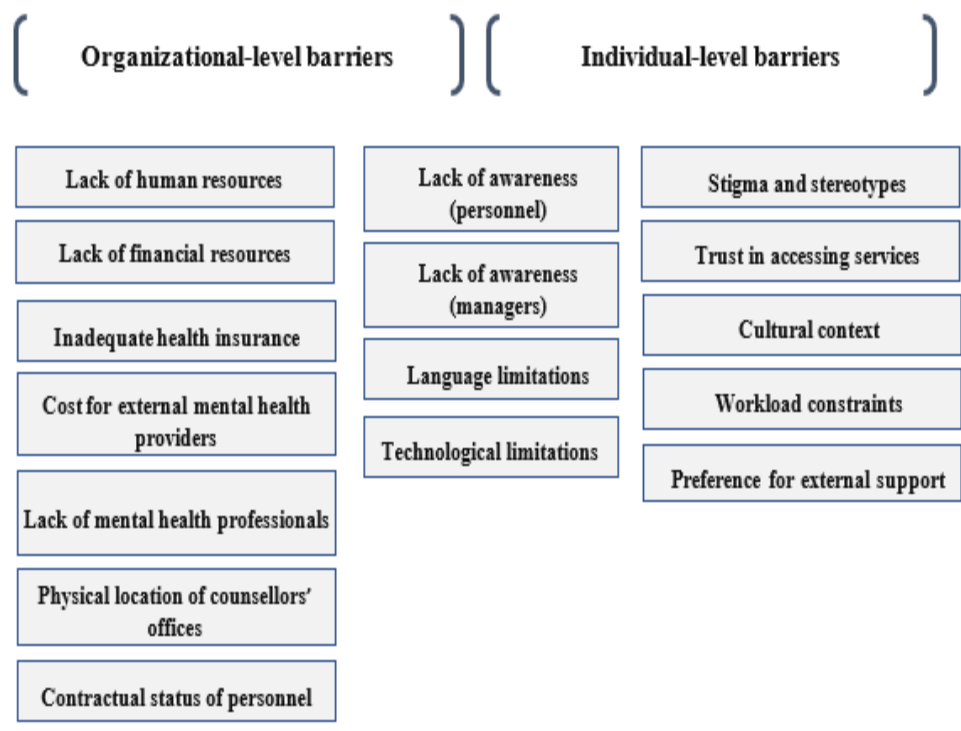 Organizational-level barriers
Individual-level barriers
Lack of human resources
Lack of financial resources
Inadequate health insurance
Cost for external mental health
providers
Lack of mental health professionals
Physical location of counsellors’
offices
Contractual status of personnel
Lack of awareness
(personnel)
Lack of awareness
(managers)
Language limitations
Technological limitations
Stigma and stereotypes
Trust in accessing services
Cultural context
Workload constraints
Preference for external support